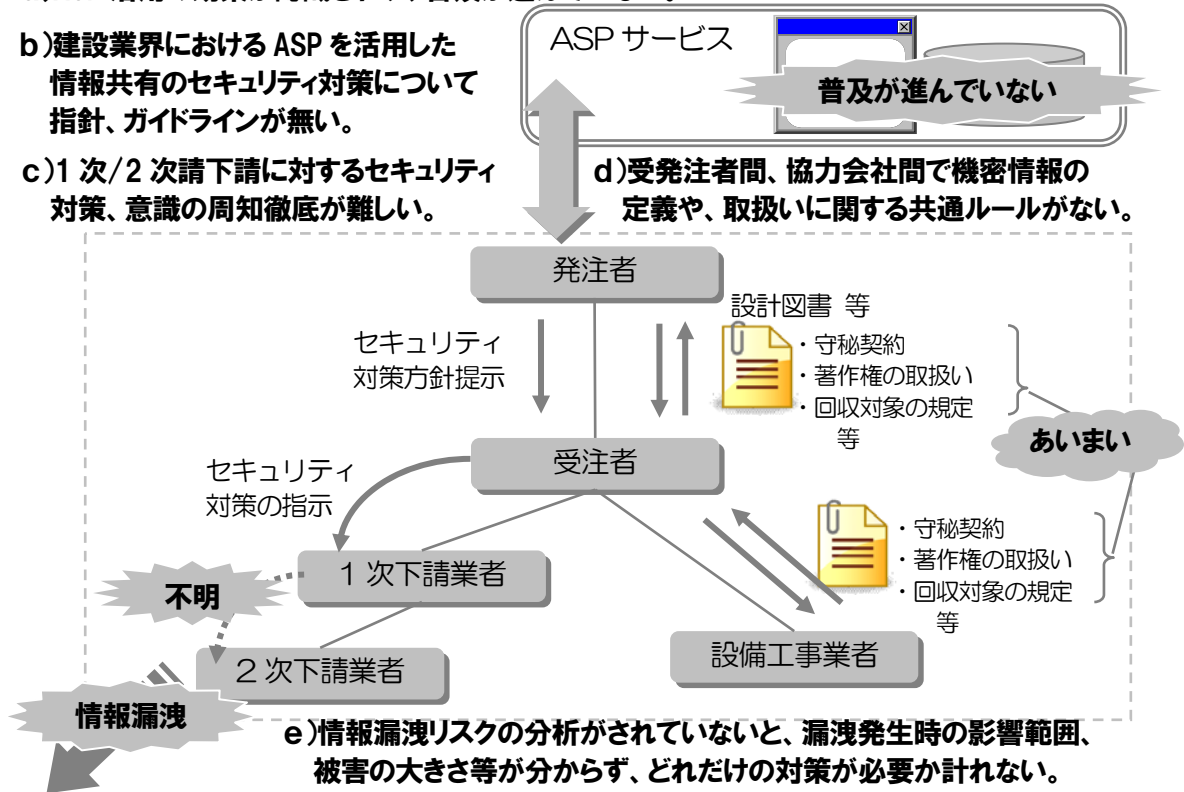 b)建設業界における ASP を活用した
情報共有のセキュリティ対策について
指針、ガイドラインが無い。
ASP サービス
普及が進んでいない
c)1 次/2 次請下請に対するセキュリティ
対策、意識の周知徹底が難しい。
d)受発注者間、協力会社間で機密情報の
定義や、取扱いに関する共通ルールがない。
発注者
設計図書 等
・守秘契約
・著作権の取扱い
・回収対象の規定
等
セキュリティ
対策方針提示
あいまい
受注者
セキュリティ
対策の指示
・守秘契約
・著作権の取扱い
・回収対象の規定
等
1 次下請業者
不明
2 次下請業者
設備工事業者
情報漏洩
e)情報漏洩リスクの分析がされていないと、漏洩発生時の影響範囲、
被害の大きさ等が分からず、どれだけの対策が必要か計れない。